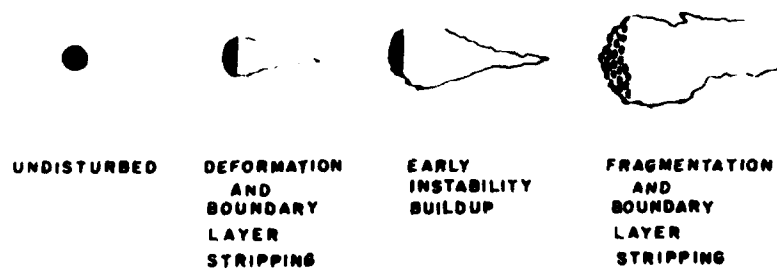 UNDISTURBED
DEFORMATION
AND
BOUNDARY
LAYER
STRIPPING
EARLY
INSTABILITY
BUILDUP
FRAGMENTATION
AND
BOUNDARY
LAYER
STRIPPING